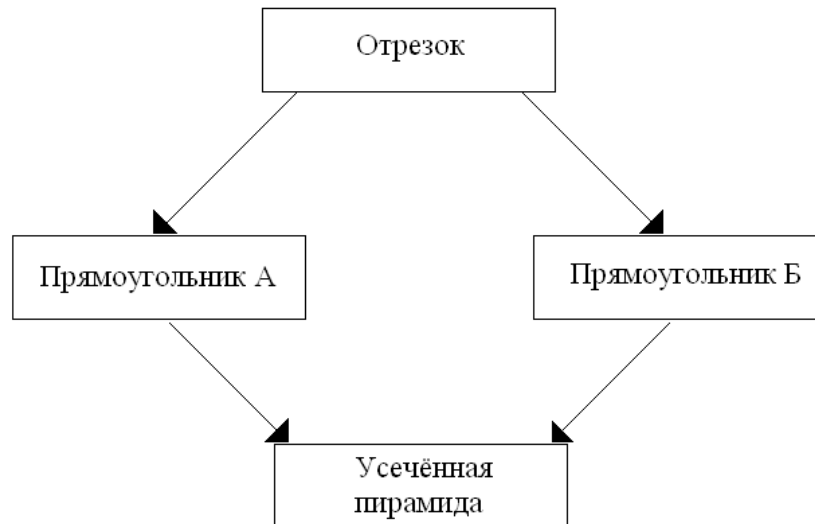 Отрезок
Прямоугольник А
Прямоугольник Б
Усечённая
пирамида